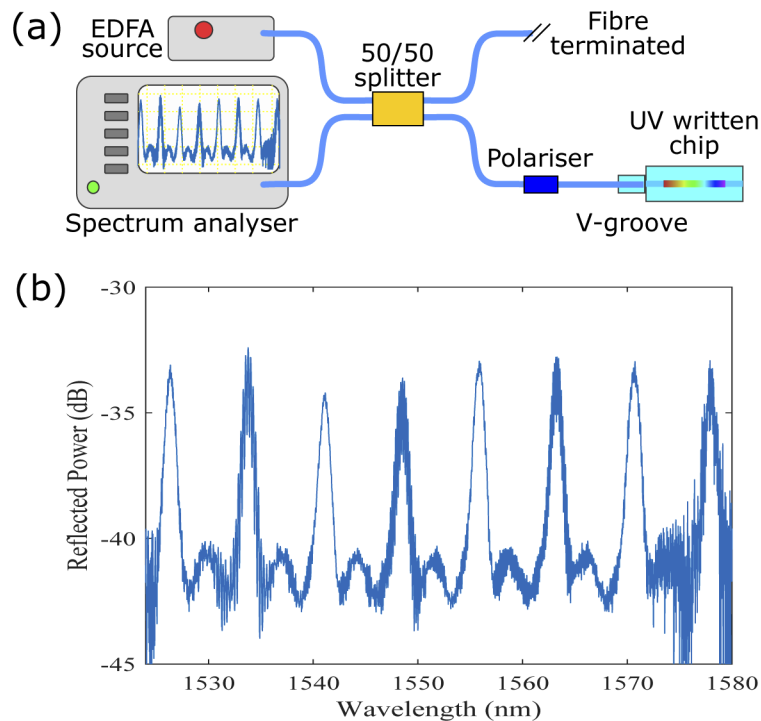 (a)
EDFA
source
50/50
splitter
Fibre
terminated
UV written
chip
Polariser
V-groove
Spectrum analyser
(b)
Reflected Power (dB)
-30
-35
-40
-45
1530 1540 1550 1560 1570 1580
Wavelength (nm)